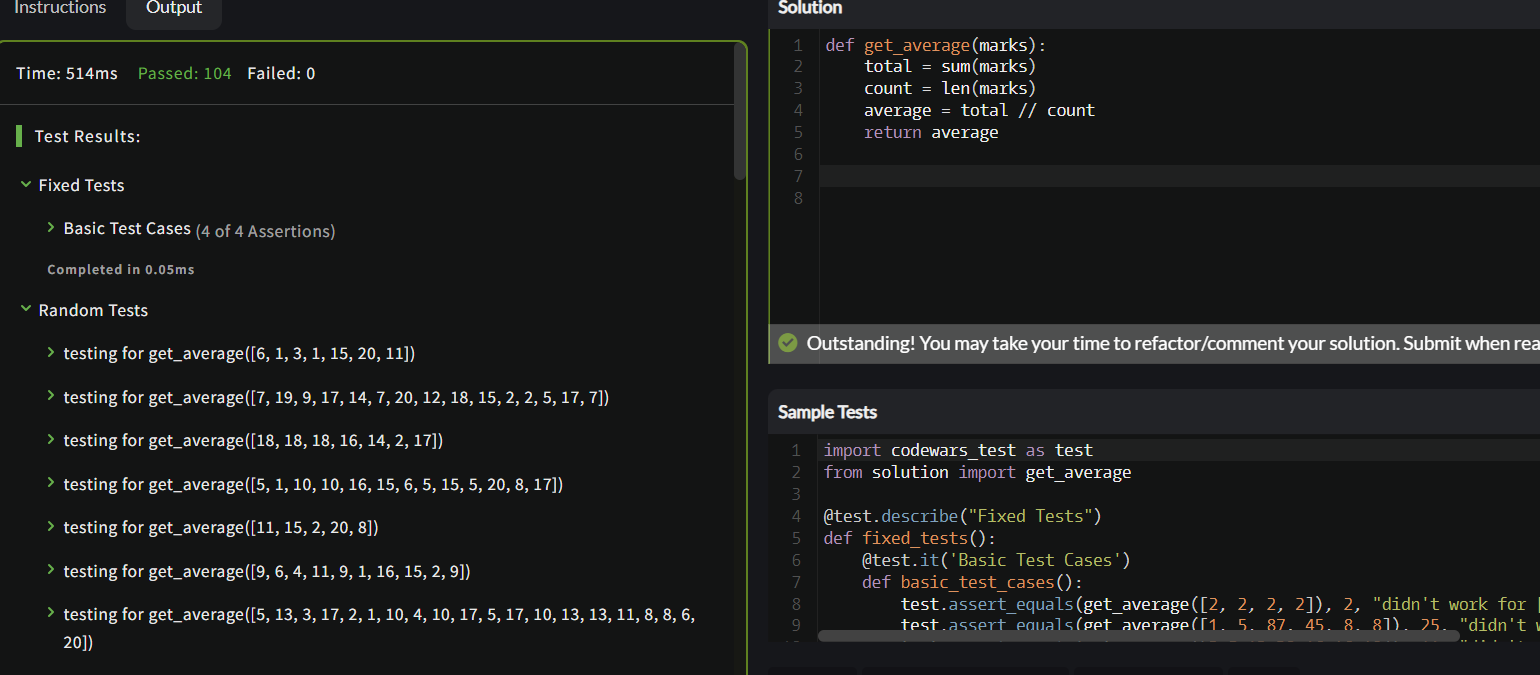 Instructions
Output
Time: 514ms Passed: 104 Failed: 0
Test Results:
Fixed Tests
Basic Test Cases (4 of 4 Assertions)
Completed in 0.05ms
Random Tests
testing for get_average([6, 1, 3, 1, 15, 20, 11])
testing for get_average([7, 19, 9, 17, 14, 7, 20, 12, 18, 15, 2, 2, 5, 17, 7])
testing for get_average([18, 18, 18, 16, 14, 2, 17])
testing for get_average([5, 1, 10, 10, 16, 15, 6, 5, 15, 5, 20, 8, 17])
testing for get_average([11, 15, 2, 20, 8])
testing for get_average([9, 6, 4, 11, 9, 1, 16, 15, 2, 9])
testing for get_average([5, 13, 3, 17, 2, 1, 10, 4, 10, 17, 5, 17, 10, 13, 13, 11, 8, 8, 6,
20])
Solution
1 def get_average(marks):
2     total = sum(marks)
3     count = len(marks)
4     average = total // count
5     return average
6
7
8
Outstanding! You may take your time to refactor/comment your solution. Submit when rea
Sample Tests
1 import codewars_test as test
2 from solution import get_average
3
4 @test.describe("Fixed Tests")
5 def fixed_tests():
6     @test.it('Basic Test Cases')
7     def basic_test_cases():
8         test.assert_equals(get_average([2, 2, 2, 2]), 2, "didn't work for [
9         test.assert_equals(get_average([1, 5, 87, 45, 8, 8]), 25, "didn't w